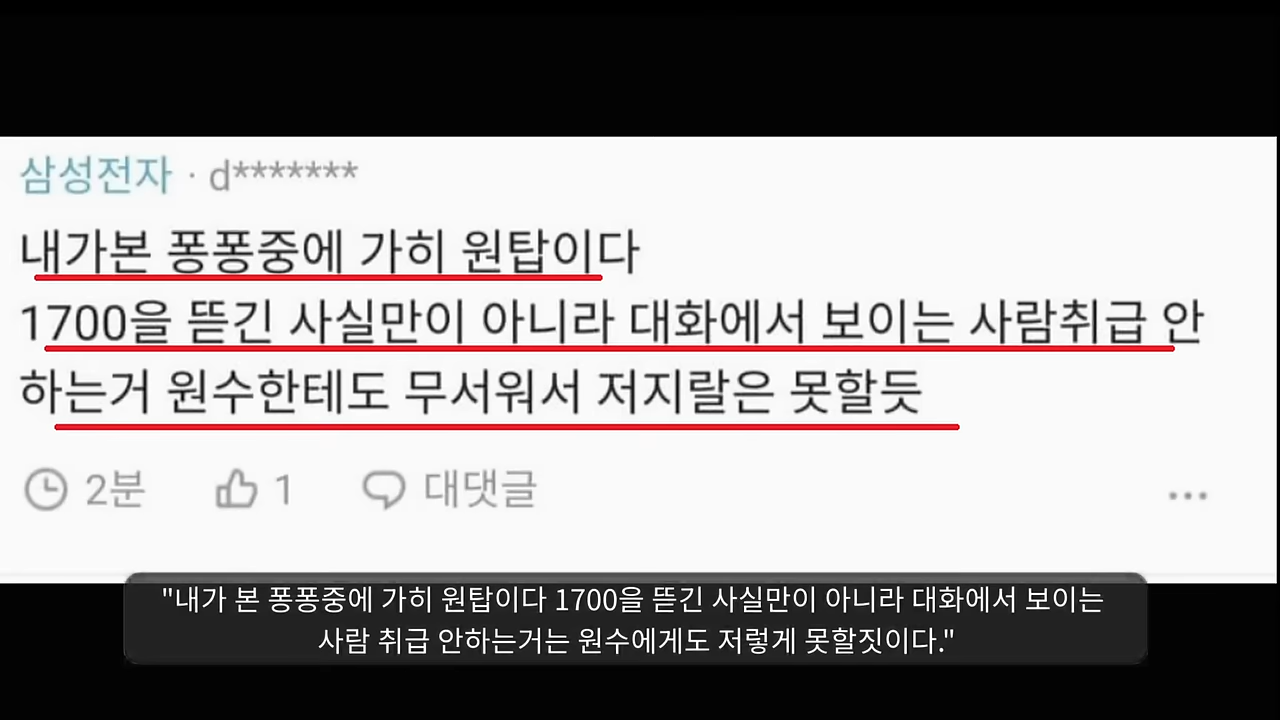 삼성전자 · d*******
내가본 퐁퐁중에 가히 원탑이다
1700을 뜯긴 사실만이 아니라 대화에서 보이는 사람취급 안
하는거 원수한테도 무서워서 저지랄은 못할듯
2분 1 대댓글
"내가 본 퐁퐁중에 가히 원탑이다 1700을 뜯긴 사실만이 아니라 대화에서 보이는
사람 취급 안하는거는 원수에게도 저렇게 못할짓이다."